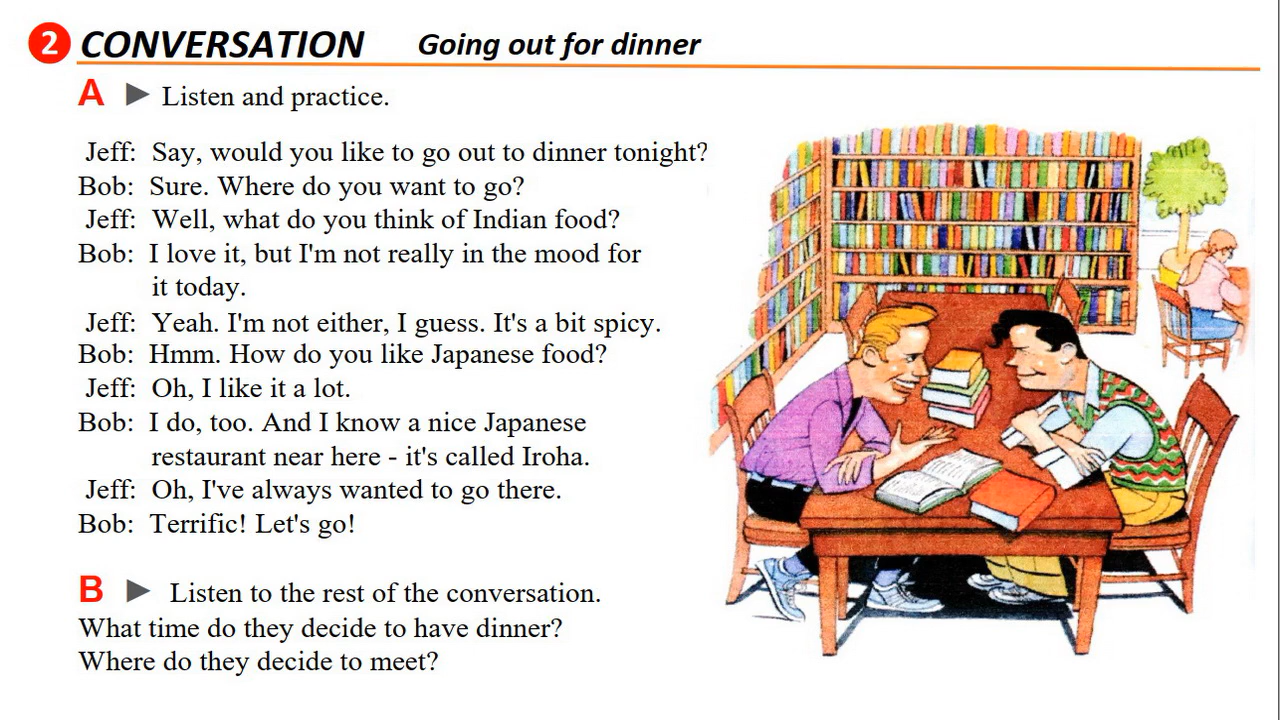 2 CONVERSATION Going out for dinner
A ► Listen and practice.
Jeff: Say, would you like to go out to dinner tonight?
Bob: Sure. Where do you want to go?
Jeff: Well, what do you think of Indian food?
Bob: I love it, but I'm not really in the mood for
it today.
Jeff: Yeah. I'm not either, I guess. It's a bit spicy.
Bob: Hmm. How do you like Japanese food?
Jeff: Oh, I like it a lot.
Bob: I do, too. And I know a nice Japanese
restaurant near here - it's called Iroha.
Jeff: Oh, I've always wanted to go there.
Bob: Terrific! Let's go!
B ► Listen to the rest of the conversation.
What time do they decide to have dinner?
Where do they decide to meet?